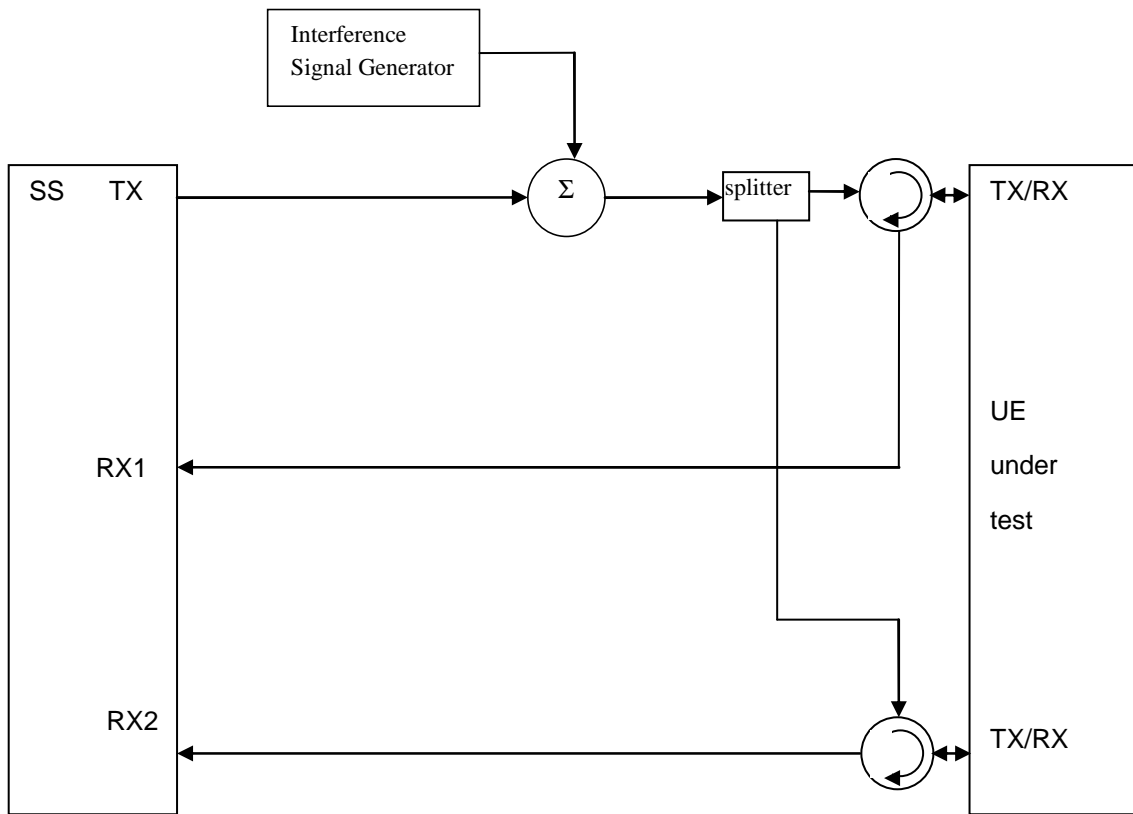 Interference
Signal Generator
SS TX
Σ
splitter
TX/RX
RX1
UE
under
test
RX2
TX/RX